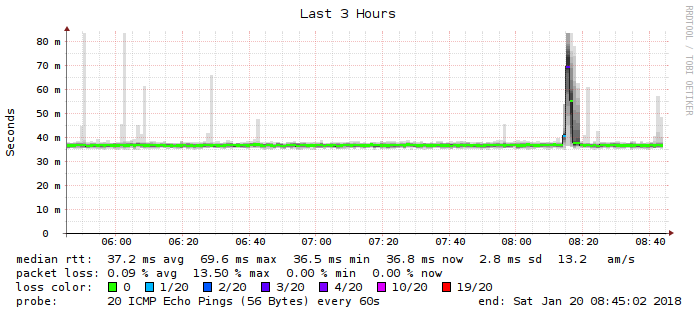 Last 3 Hours
RRDTOOL / TOBI OETIKER
Seconds
80 m
70 m
60 m
50 m
40 m
30 m
20 m
10 m
0
06:00 06:20 06:40 07:00 07:20 07:40 08:00 08:20 08:40
median rtt: 37.2 ms avg 69.6 ms max 36.5 ms min 36.8 ms now 2.8 ms sd 13.2 am/s
packet loss: 0.09 % avg 13.50 % max 0.00 % min 0.00 % now
loss color: 0 1/20 2/20 3/20 4/20 10/20 19/20
probe: 20 ICMP Echo Pings (56 Bytes) every 60s end: Sat Jan 20 08:45:02 2018